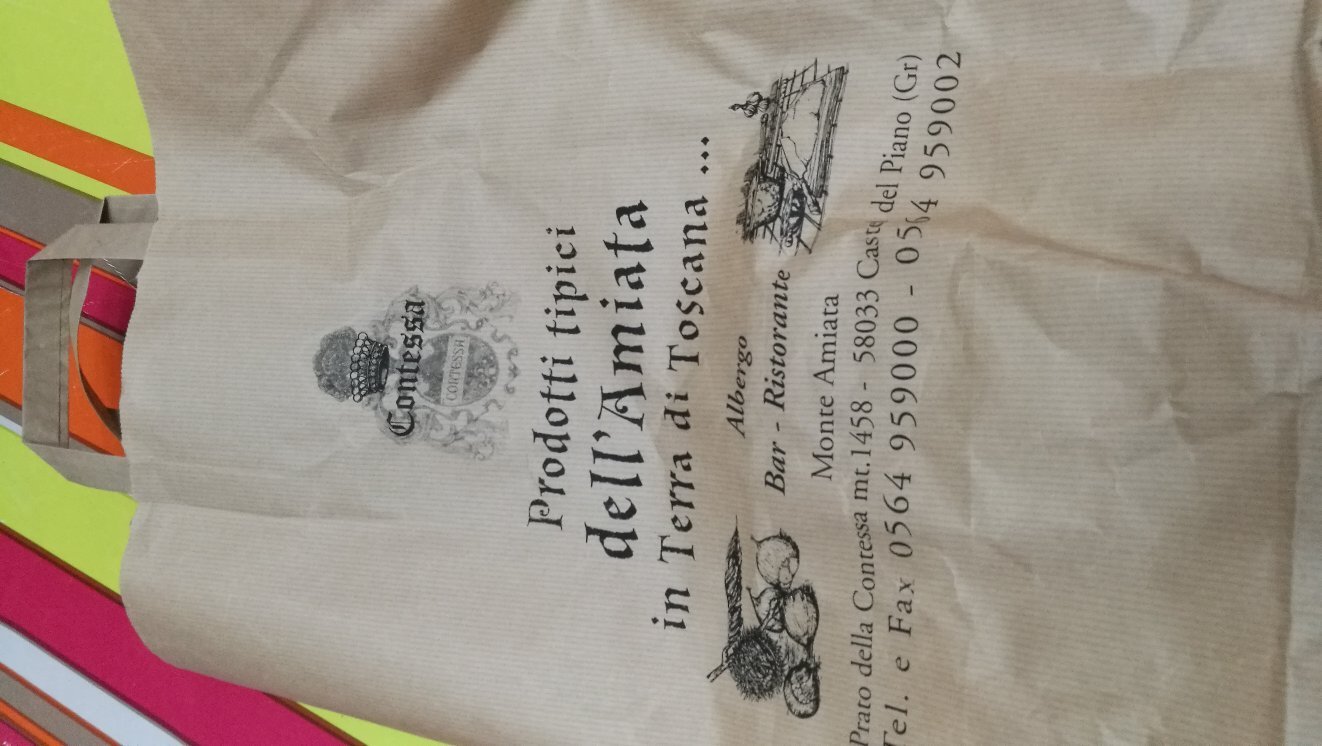 Contessa
CONTESSA
Prodotti tipici
dell'Amiata
in Terra di Toscana ...
Albergo
Bar - Ristorante
Monte Amiata
Prato della Contessa mt.1458 - 58033 Castel del Piano (Gr)
Tel. e Fax 0564 959000 - 0564 959002